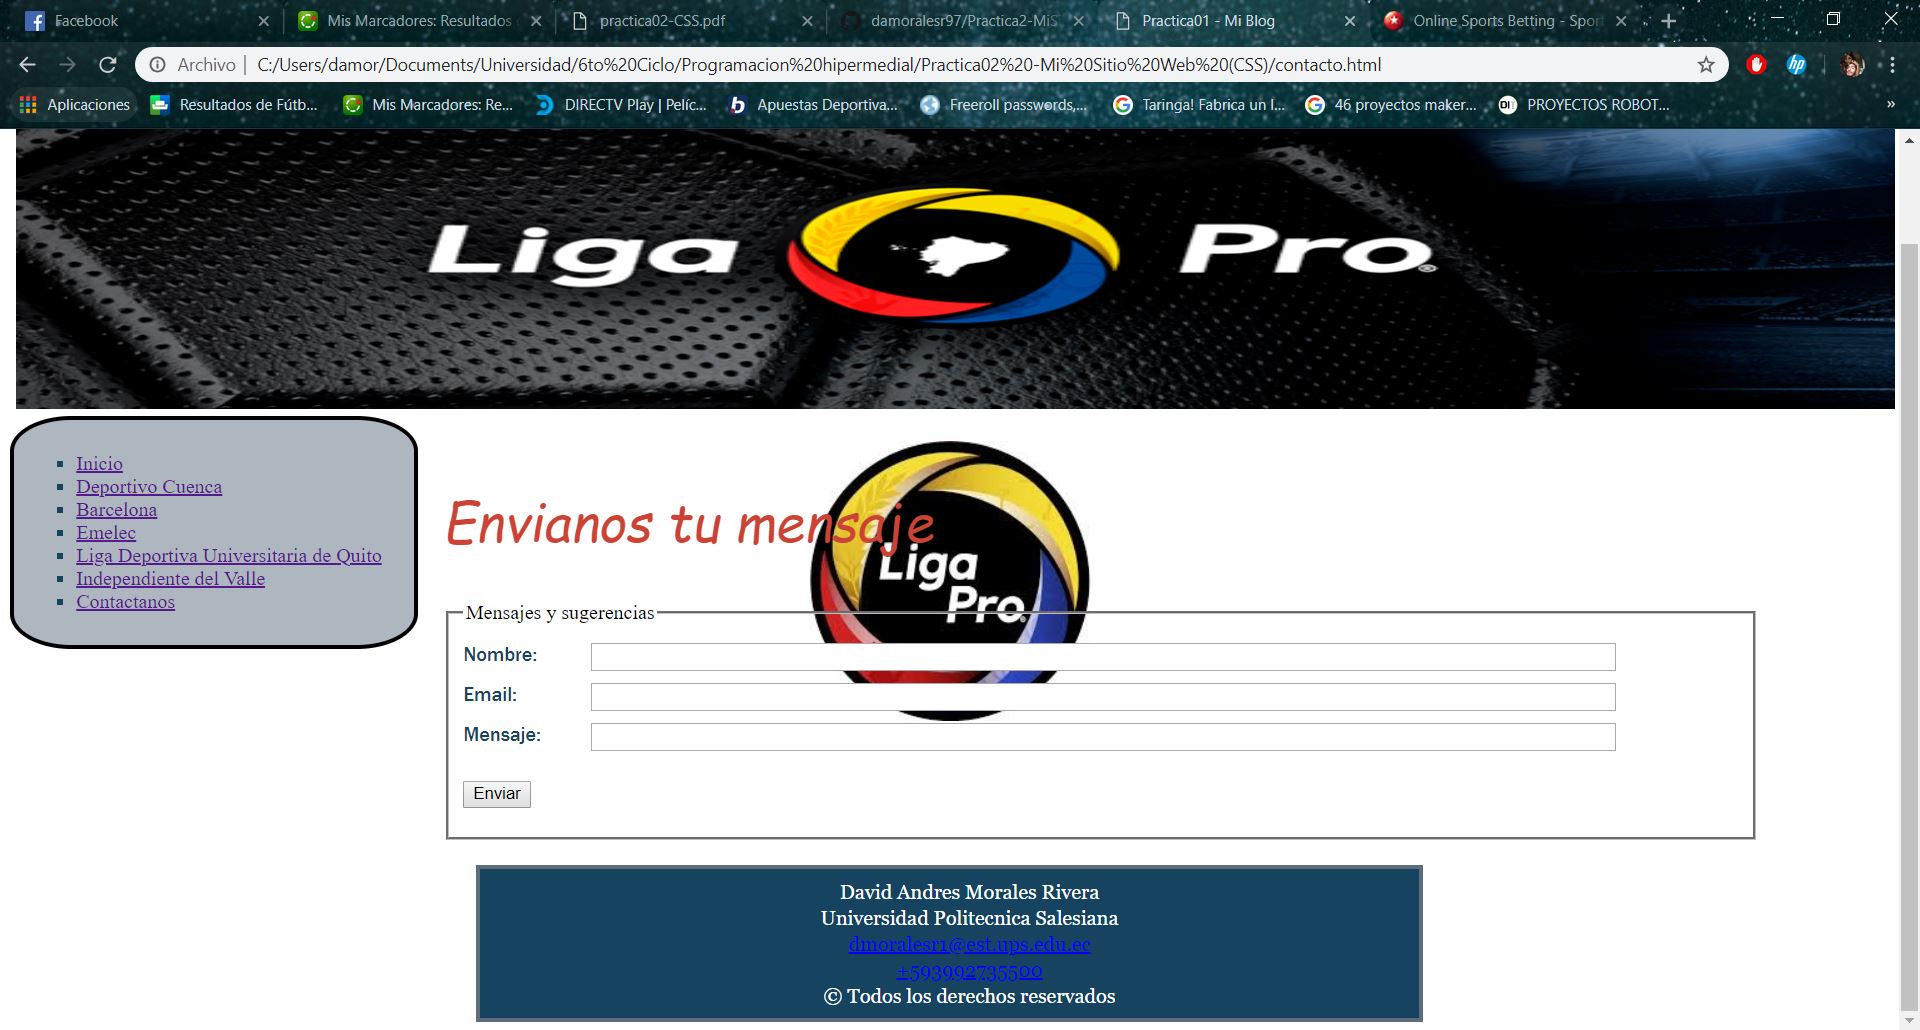 Facebook
Mis Marcadores: Resultados
practica02-CSS.pdf
damoralesr97/Practica2-MiS
Practica01 - Mi Blog
Online Sports Betting - Spor
Archivo | C:/Users/damor/Documents/Universidad/6to%20Ciclo/Programacion%20hipermedial/Practica02%20-Mi%20Sitio%20Web%20(CSS)/contacto.html
hp
Aplicaciones
Resultados de Fútb...
Mis Marcadores: Re...
DIRECTV Play | Pelíc...
Apuestas Deportiva...
Freeroll passwords,...
Taringa! Fabrica un I...
46 proyectos maker...
PROYECTOS ROBOT...
»
Liga Pro®
Inicio
Deportivo Cuenca
Barcelona
Emelec
Liga Deportiva Universitaria de Quito
Independiente del Valle
Contactanos
Envianos tu mensaje
Liga
Pro
Mensajes y sugerencias
Nombre:
Email:
Mensaje:
Enviar
David Andres Morales Rivera
Universidad Politecnica Salesiana
dmoralesr1@est.ups.edu.ec
+593992735500
© Todos los derechos reservados